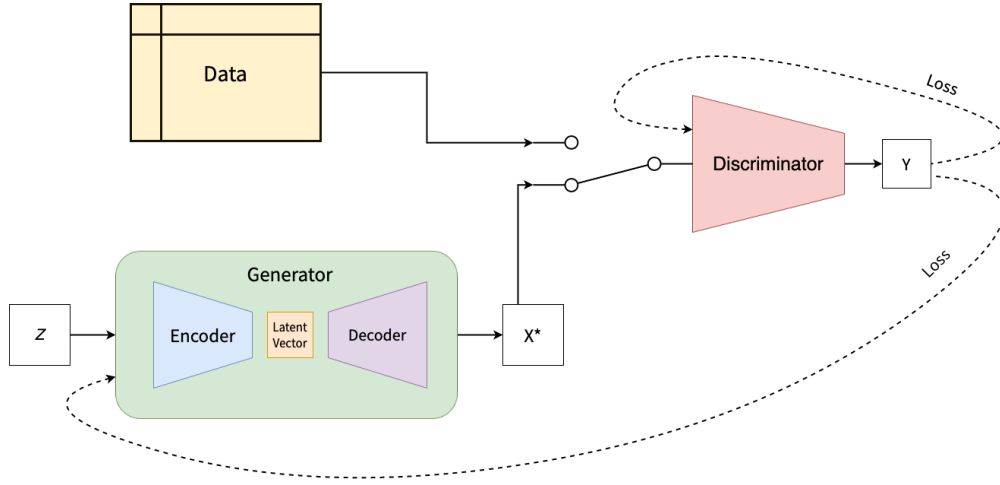 Data
Loss
Discriminator
Y
Loss
Generator
Z
Encoder
Latent
Vector
Decoder
X*